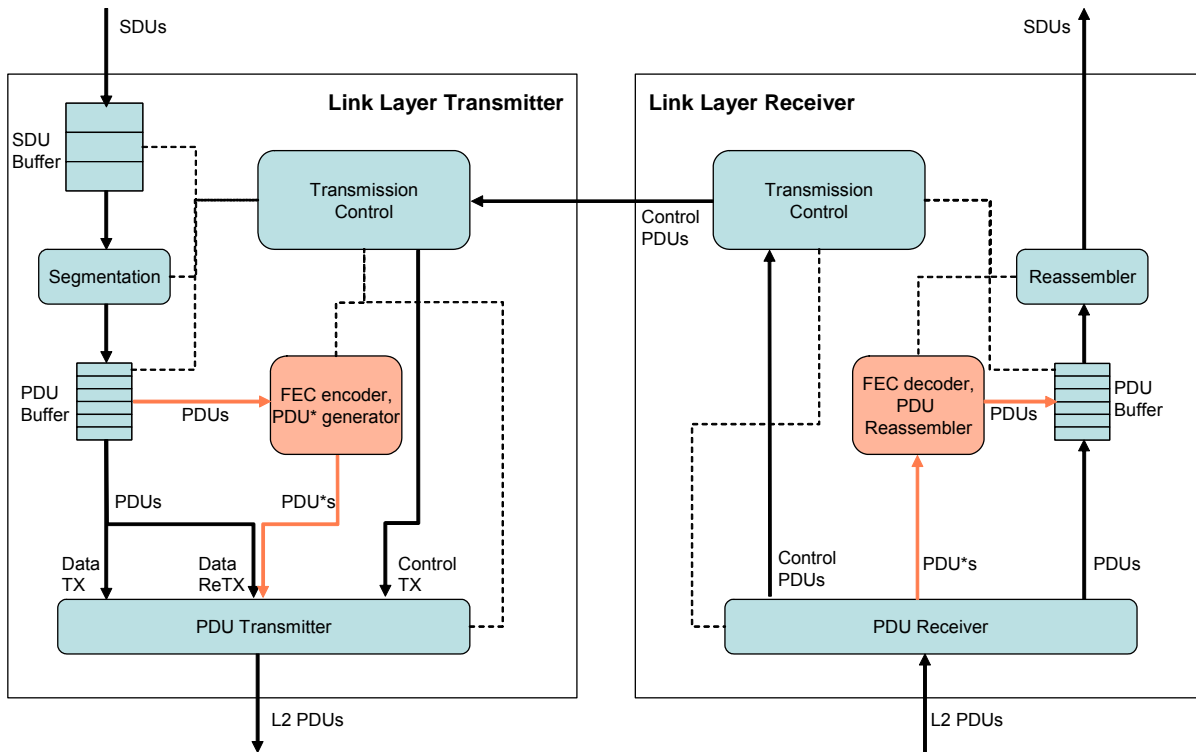 SDUs
Link Layer Transmitter
SDU
Buffer
Transmission
Control
Segmentation
PDU
Buffer
PDUs
FEC encoder,
PDU* generator
PDUs
PDU*s
Data
TX
Data
ReTX
Control
TX
PDU Transmitter
L2 PDUs
SDUs
Link Layer Receiver
Transmission
Control
Control
PDUs
Reassembler
FEC decoder,
PDU
Reassembler
PDUs
PDU
Buffer
Control
PDUs
PDU*s
PDUs
PDU Receiver
L2 PDUs